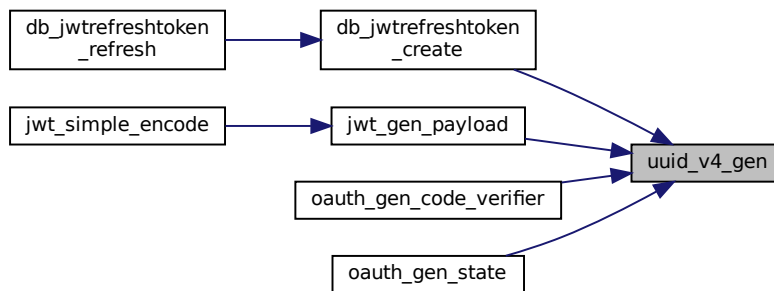 db_jwtrefreshtoken
_refresh
db_jwtrefreshtoken
_create
jwt_simple_encode
jwt_gen_payload
uuid_v4_gen
oauth_gen_code_verifier
oauth_gen_state